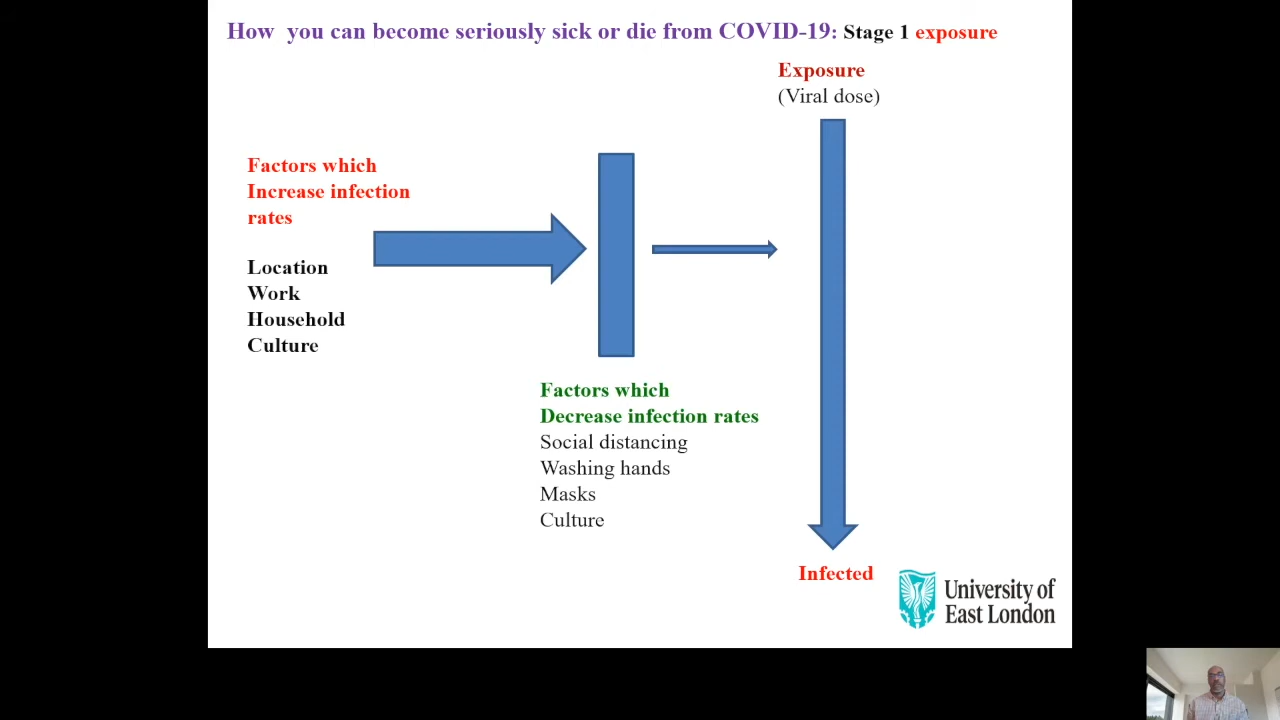 How you can become seriously sick or die from COVID-19: Stage 1 exposure
Exposure
(Viral dose)
Factors which
Increase infection
rates
Location
Work
Household
Culture
Factors which
Decrease infection rates
Social distancing
Washing hands
Masks
Culture
Infected
University of
East London